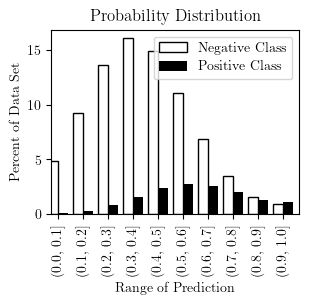 Probability Distribution
Percent of Data Set
15
10
5
0
Negative Class
Positive Class
(0.0, 0.1]
(0.1, 0.2]
(0.2, 0.3]
(0.3, 0.4]
(0.4, 0.5]
(0.5, 0.6]
(0.6, 0.7]
(0.7, 0.8]
(0.8, 0.9]
(0.9, 1.0]
Range of Prediction